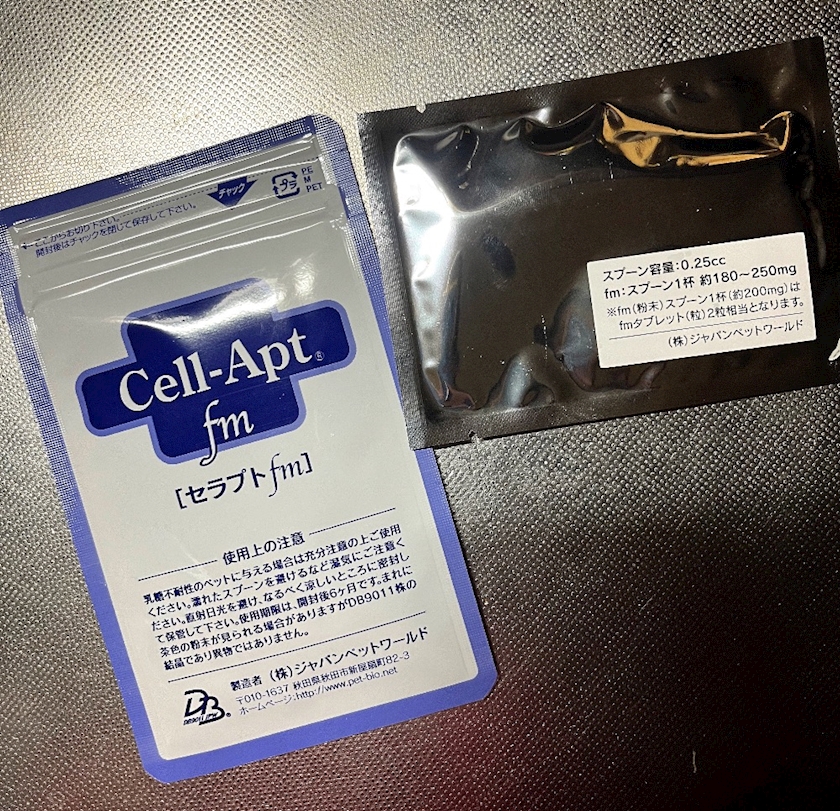 ここからお切り下さい。
開封後はチャックを閉じて保存して下さい。
チャック
プラ
PE
M
PET
Cell-Apt®
fm
[セラプトfm]
使用上の注意
乳糖不耐性のペットに与える場合は充分注意の上ご使用
ください。濡れたスプーンを避けるなど湿気にご注意く
ださい。直射日光を避け、なるべく涼しいところに密封し
て保管して下さい。使用期限は、開封後6ヶ月です。まれに
茶色の粉末が見られる場合がありますがDB9011株の
結晶であり異物ではありません。
DB®
製造者 (株)ジャパンペットワールド
〒010-1637 秋田県秋田市新屋扇町82-3
ホームページ:http://www.pet-bio.net
スプーン容量:0.25cc
fm:スプーン1杯 約180~250mg
※fm(粉末)スプーン1杯(約200mg)は
fmタブレット(粒)2粒相当となります。
(株)ジャパンペットワールド